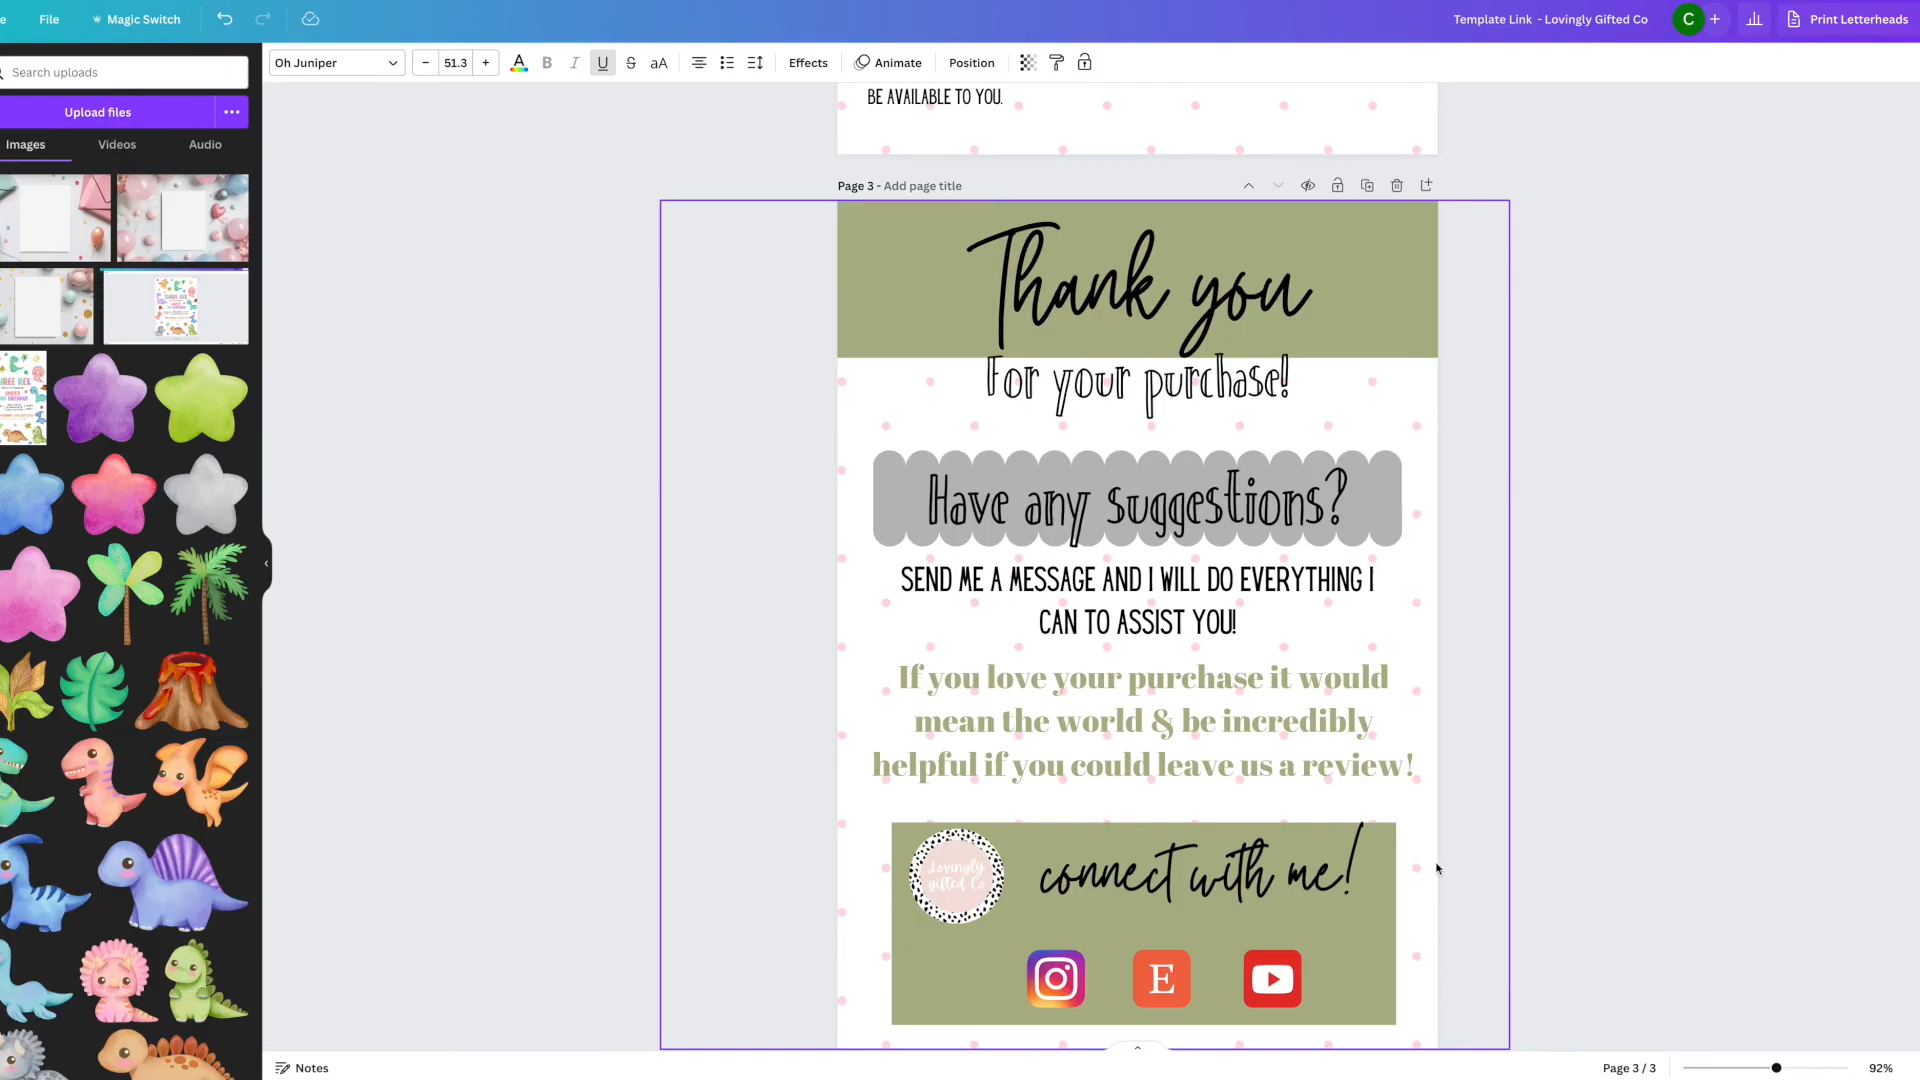 File
Magic Switch
Template Link - Lovingly Gifted Co
C
+
Print Letterheads
Search uploads
Oh Juniper
− 51.3 +
A B I U S aA
Effects
Animate
Position
Upload files
Images
Videos
Audio
BE AVAILABLE TO YOU.
Page 3 - Add page title
Thank you
For your purchase!
Have any suggestions?
SEND ME A MESSAGE AND I WILL DO EVERYTHING I
CAN TO ASSIST YOU!
If you love your purchase it would
mean the world & be incredibly
helpful if you could leave us a review!
Lovingly
gifted Co
connect with me!
E
Notes
Page 3 / 3
92%